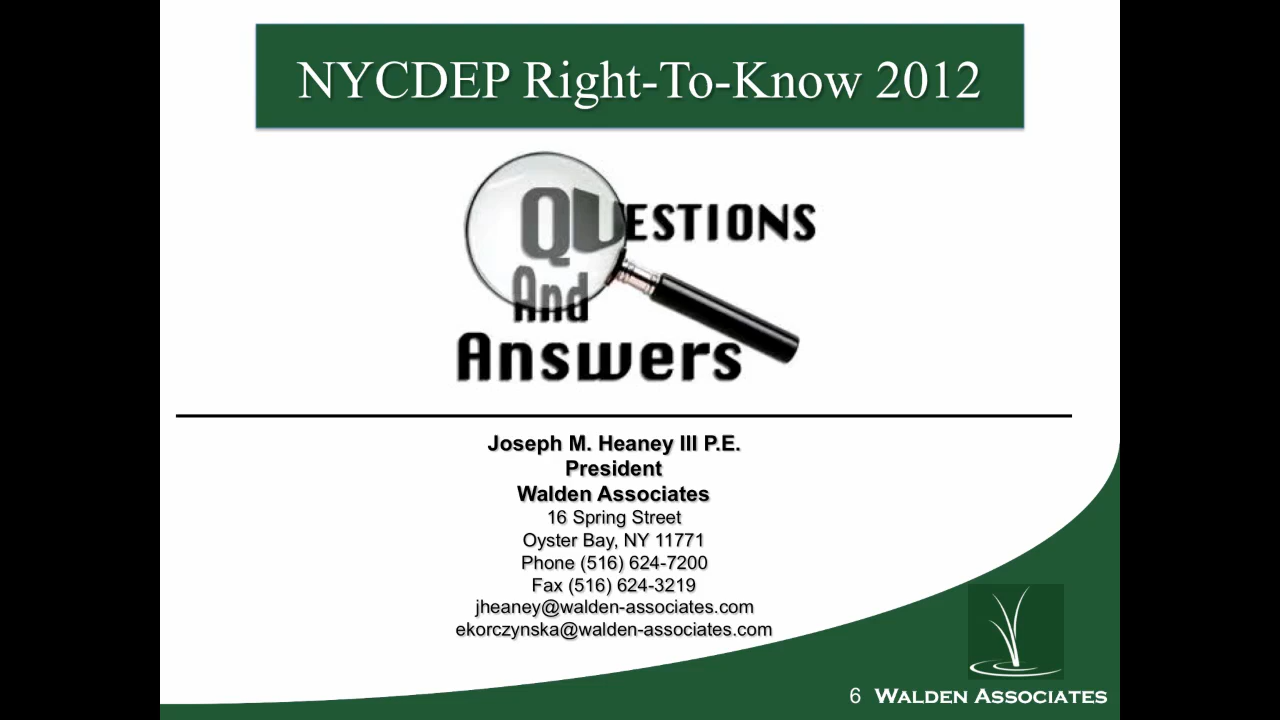 NYCDEP Right-To-Know 2012
QUESTIONS
And
Answers
Joseph M. Heaney III P.E.
President
Walden Associates
16 Spring Street
Oyster Bay, NY 11771
Phone (516) 624-7200
Fax (516) 624-3219
jheaney@walden-associates.com
ekorczynska@walden-associates.com
6 WALDEN ASSOCIATES